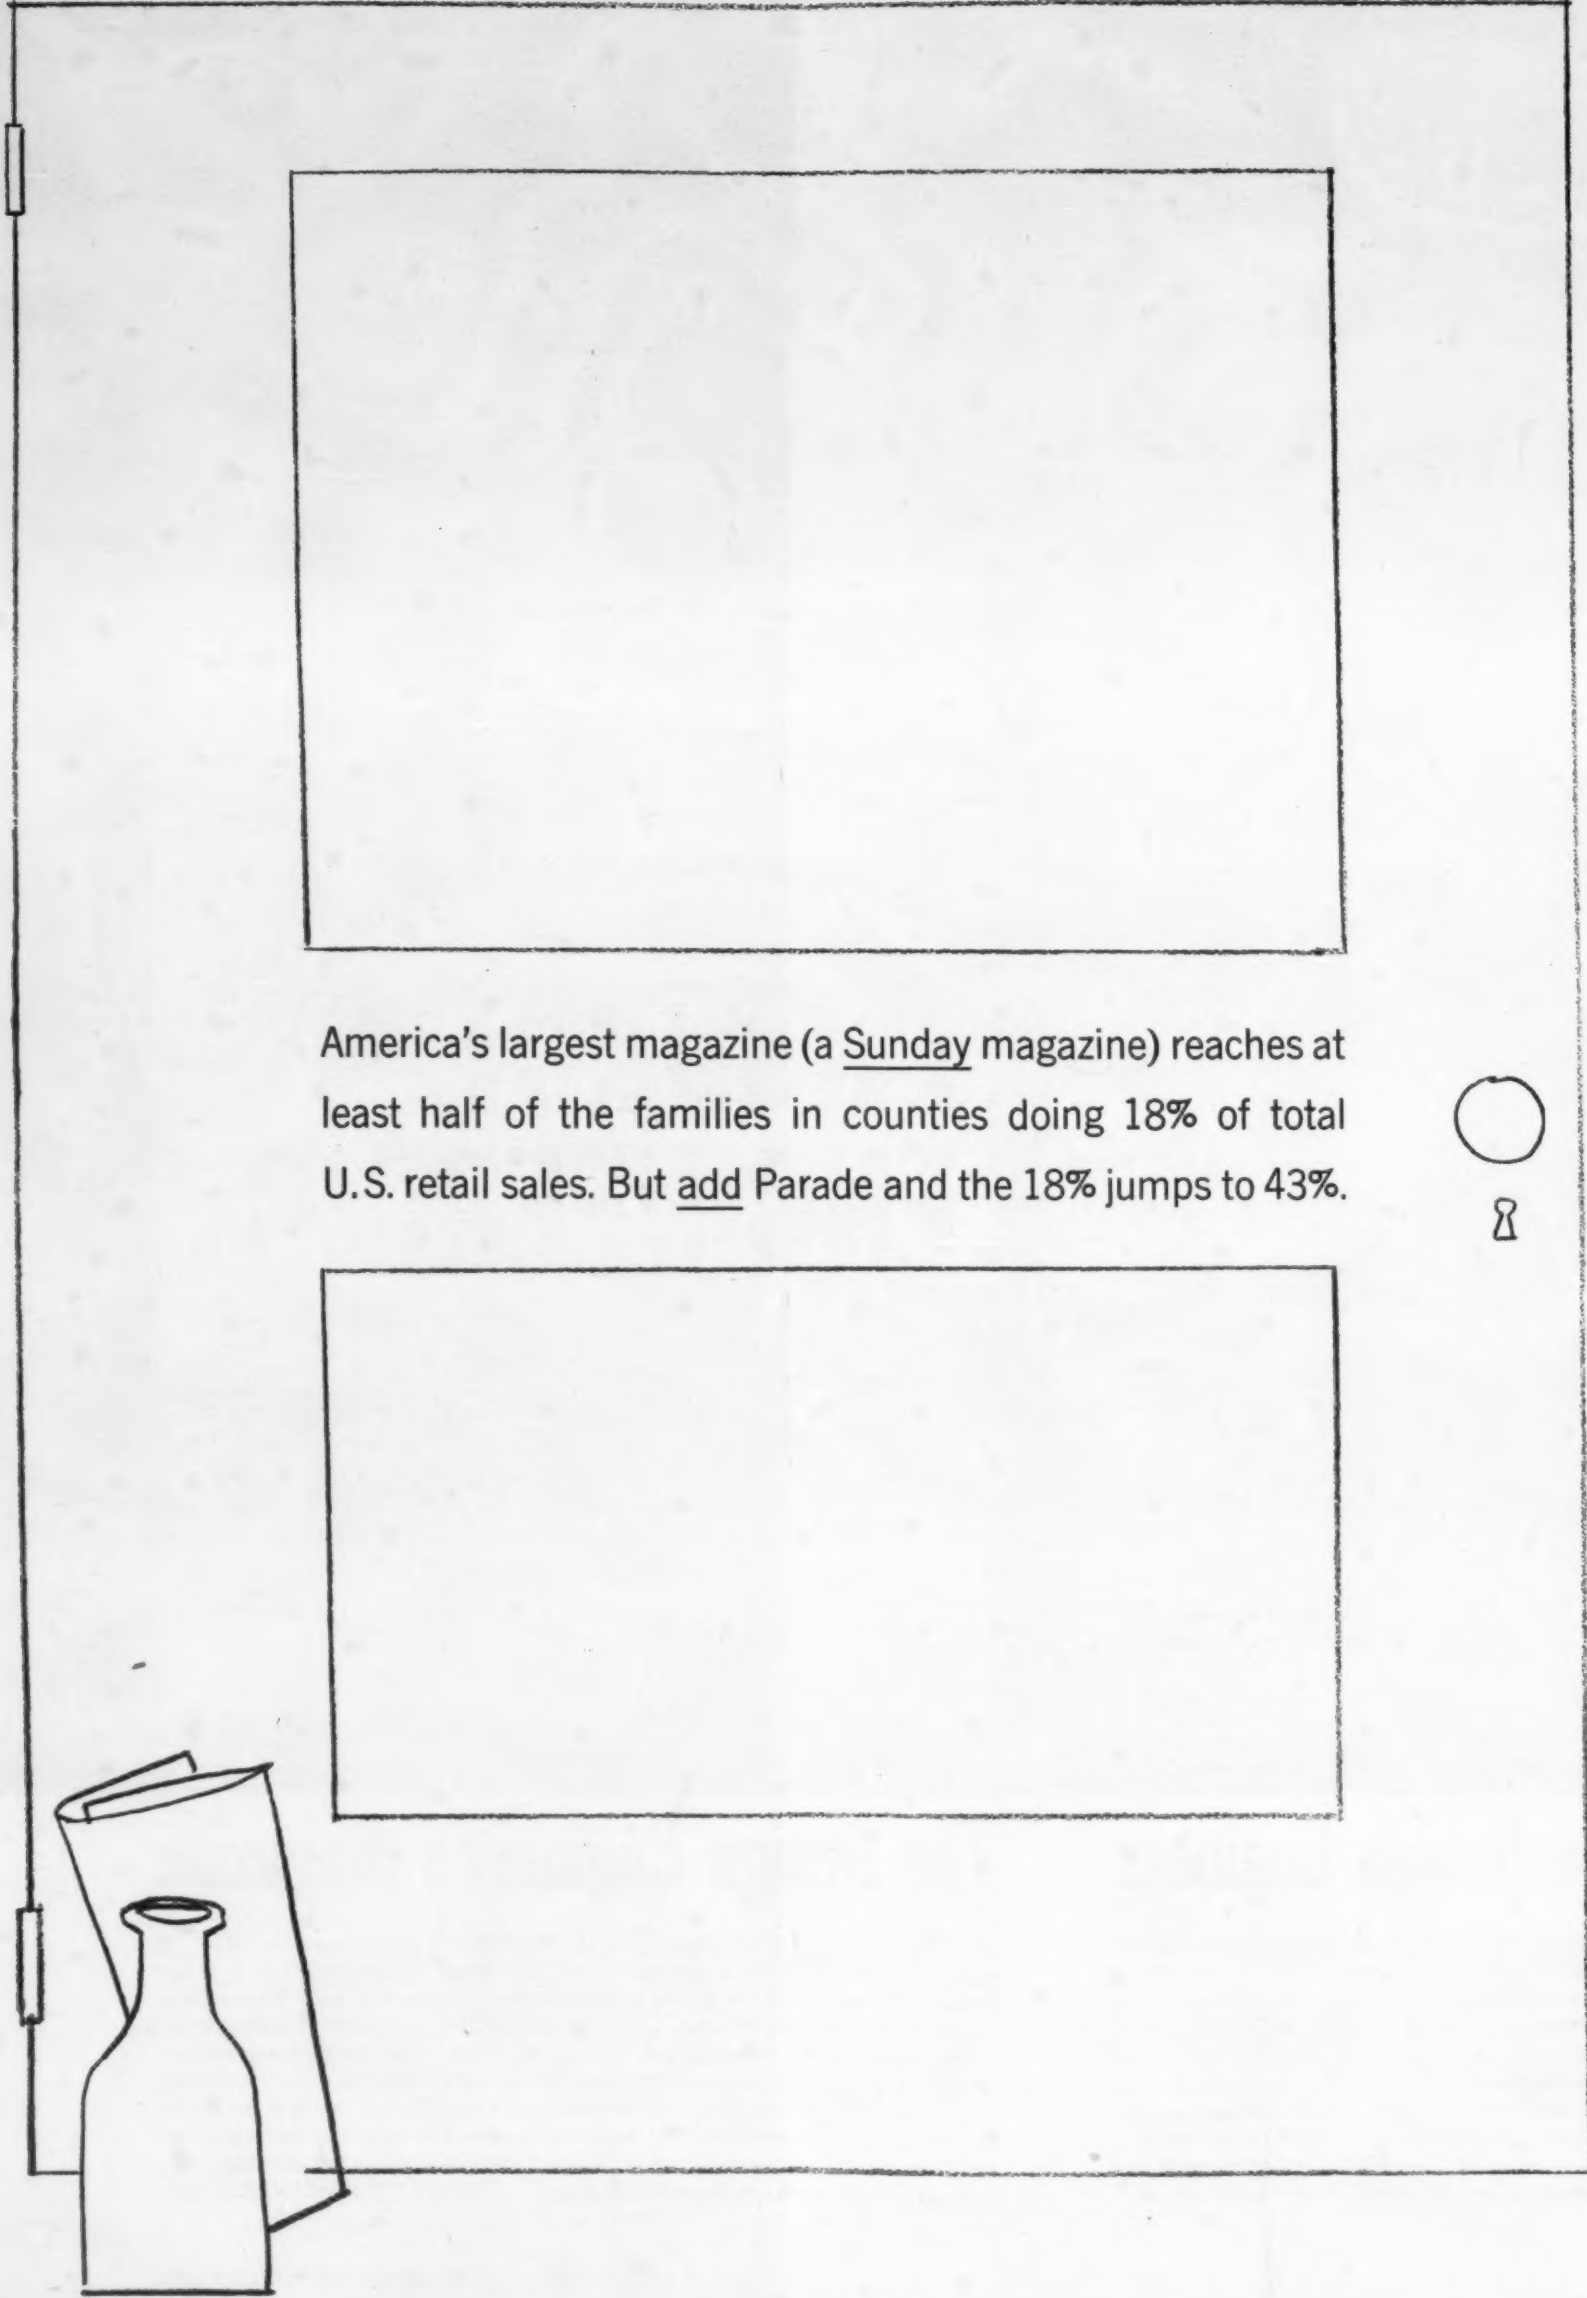 America's largest magazine (a Sunday magazine) reaches at
least half of the families in counties doing 18% of total
U.S. retail sales. But add Parade and the 18% jumps to 43%.